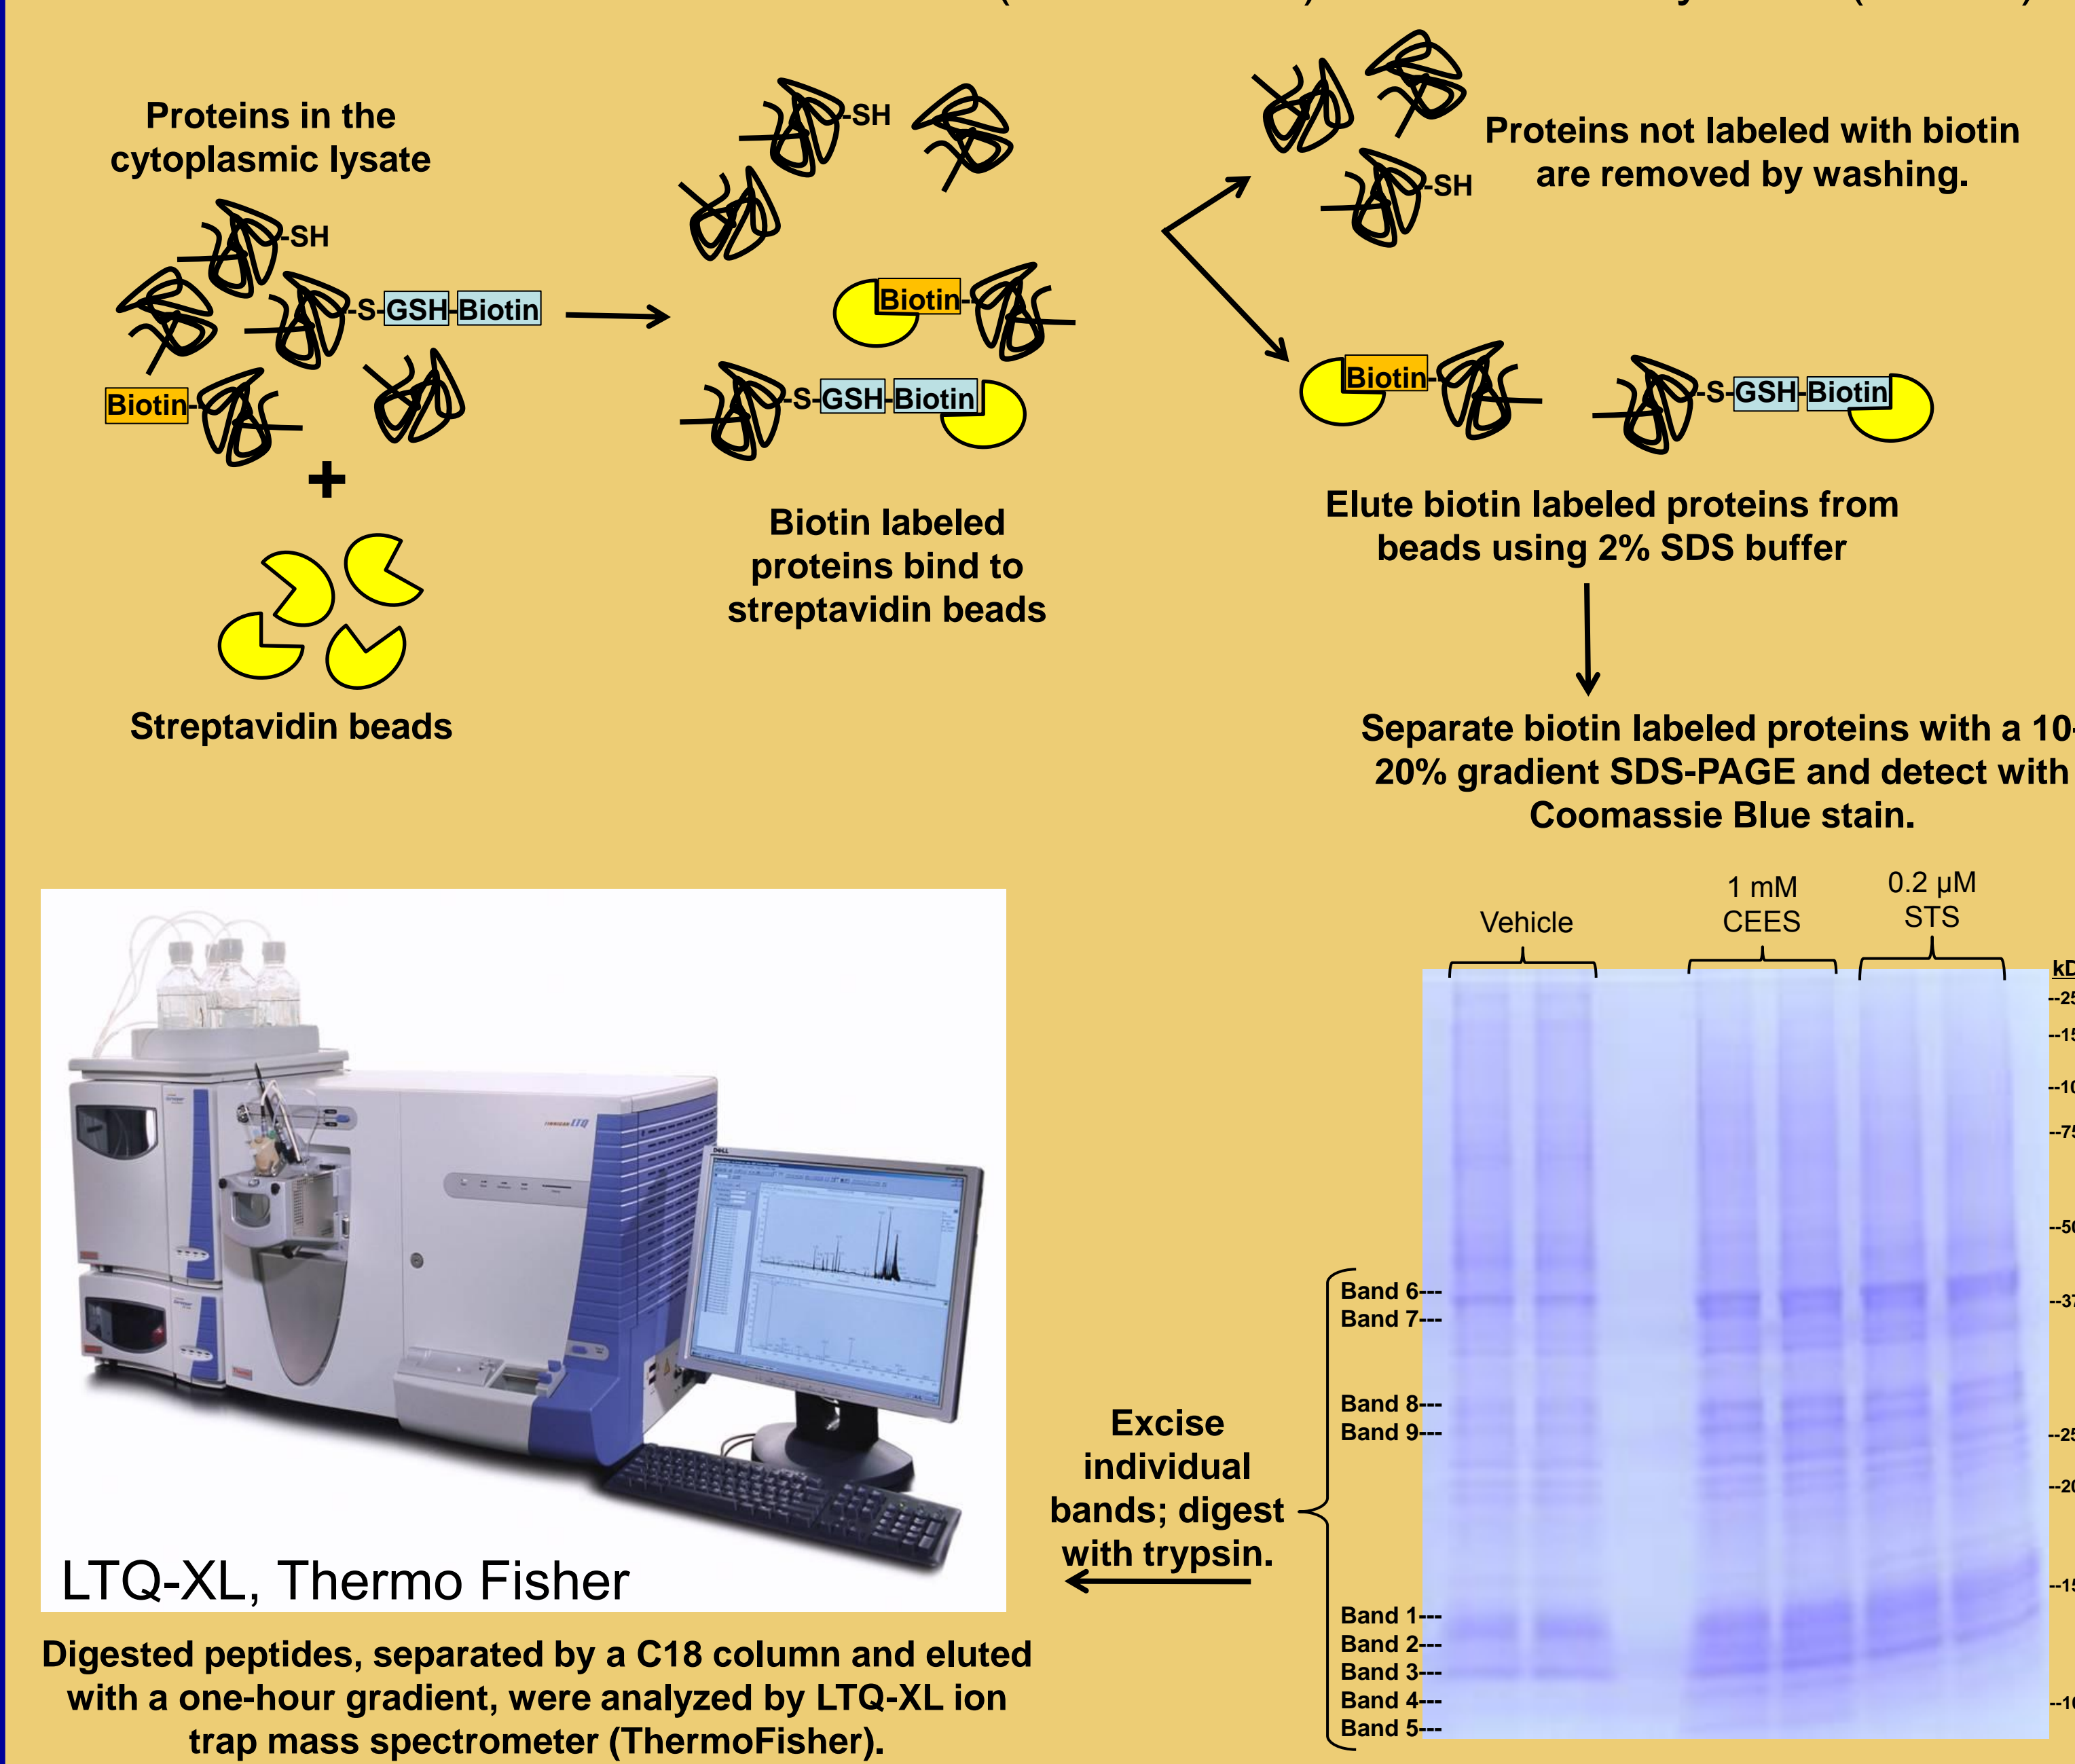 Proteins in the
cytoplasmic lysate
-SH
-S-GSH-Biotin
Biotin-
+
Streptavidin beads
-SH
Biotin-
-S-GSH-Biotin
Biotin labeled
proteins bind to
streptavidin beads
-SH
Proteins not labeled with biotin
are removed by washing.
Biotin-
-S-GSH-Biotin
Elute biotin labeled proteins from
beads using 2% SDS buffer
Separate biotin labeled proteins with a 10-
20% gradient SDS-PAGE and detect with
Coomassie Blue stain.
Vehicle
1 mM
CEES
0.2 µM
STS
--75
--37
Band 6---
Band 7---
Band 8---
Band 9---
Band 1---
Band 2---
Band 3---
Band 4---
Band 5---
Excise
individual
bands; digest
with trypsin.
FINNIGAN LTQ
DELL
LTQ-XL, Thermo Fisher
Digested peptides, separated by a C18 column and eluted
with a one-hour gradient, were analyzed by LTQ-XL ion
trap mass spectrometer (ThermoFisher).